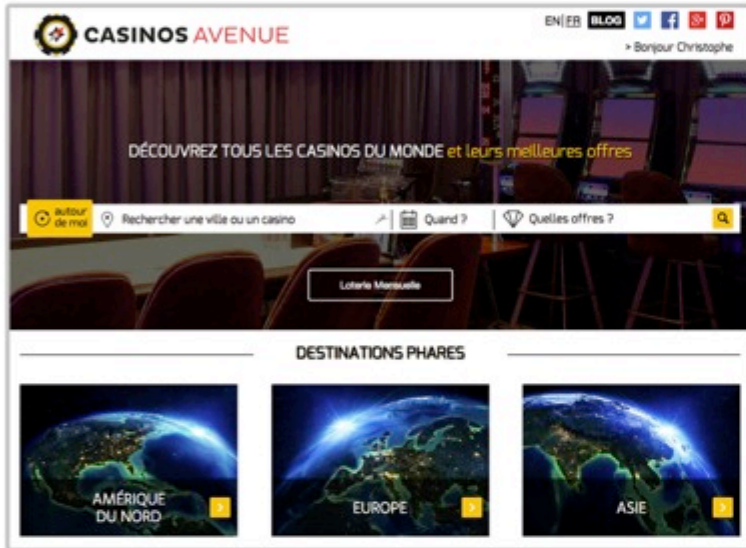 CASINOS AVENUE
EN|FR BLOG
> Bonjour Christophe
DÉCOUVREZ TOUS LES CASINOS DU MONDE et leurs meilleures offres
autour
de moi
Rechercher une ville ou un casino
Quand ?
Quelles offres ?
Loterie Mensuelle
DESTINATIONS PHARES
AMÉRIQUE
DU NORD
EUROPE
ASIE